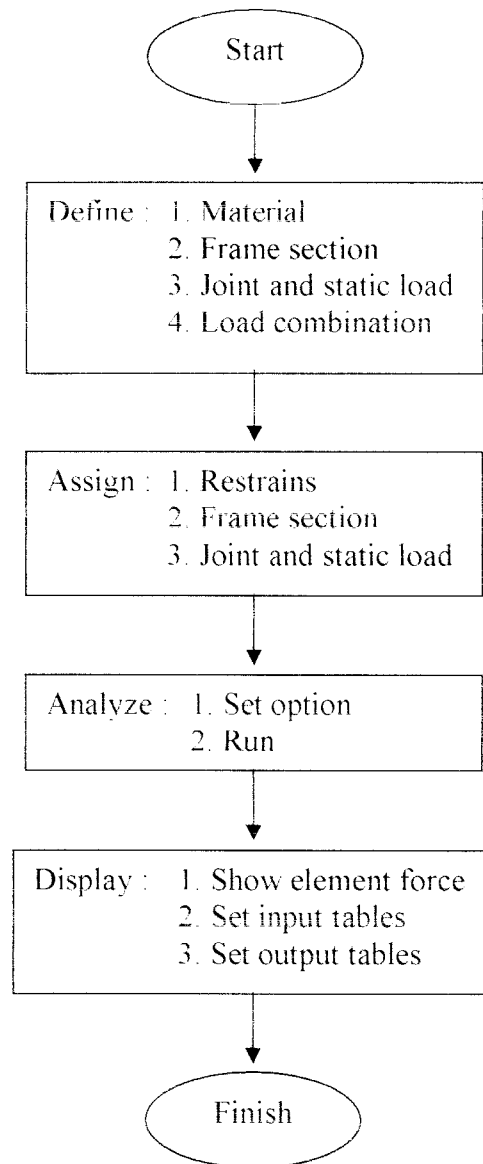 Start
Define : 1. Material
2. Frame section
3. Joint and static load
4. Load combination
Assign : 1. Restrains
2. Frame section
3. Joint and static load
Analyze : 1. Set option
2. Run
Display : 1. Show element force
2. Set input tables
3. Set output tables
Finish